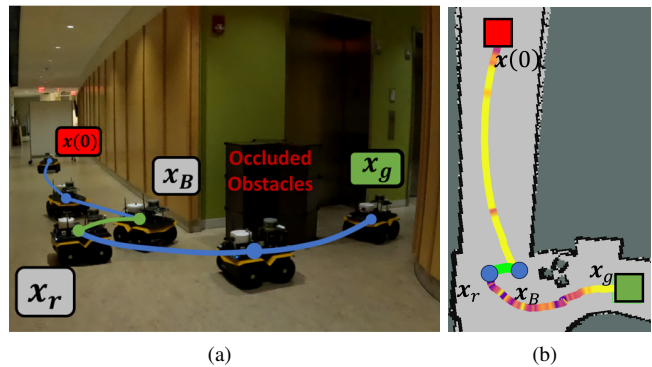 x(0)
x_B
Occluded
Obstacles
x_g
x_r
x(0)
x_r
x_B
x_g
(a)
(b)